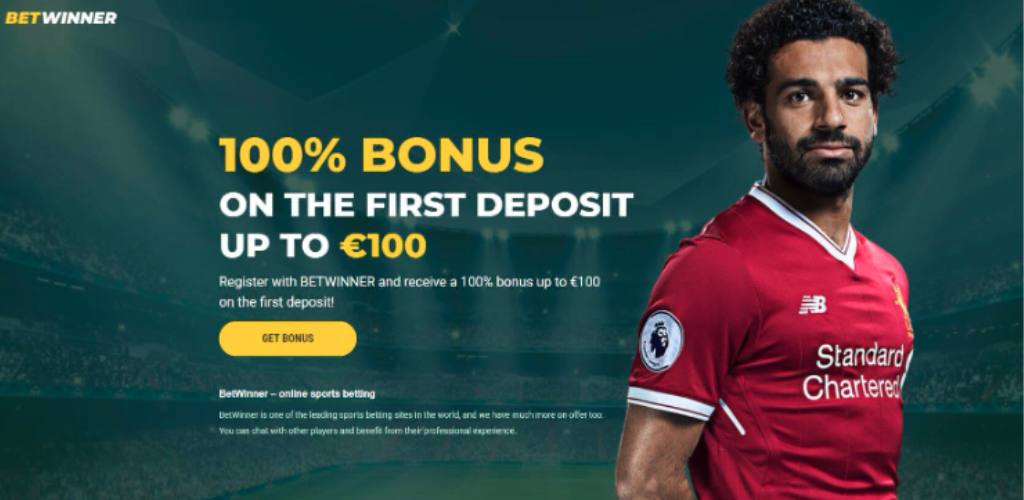 BETWINNER
100% BONUS
ON THE FIRST DEPOSIT
UP TO €100
Register with BETWINNER and receive a 100% bonus up to €100
on the first deposit!
GET BONUS
BetWinner – online sports betting
BetWinner is one of the leading sports betting sites in the world, and we have much more on offer too.
You can chat with other players and benefit from their professional experience.
NB
Standard
Chartered